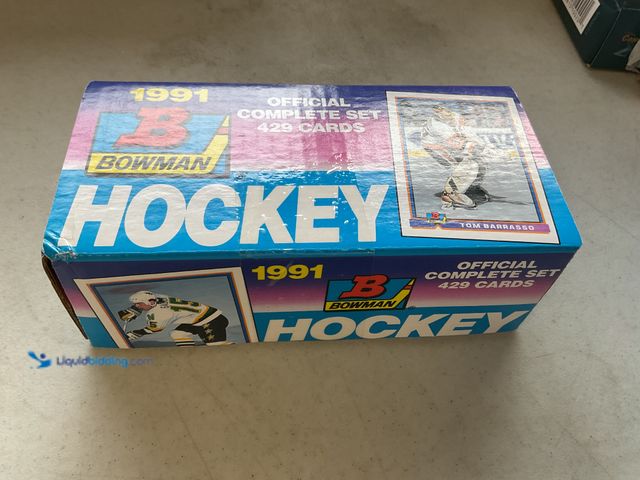 1991
B
BOWMAN
OFFICIAL
COMPLETE SET
429 CARDS
HOCKEY
TOM BARRASSO
1991
B
BOWMAN
OFFICIAL
COMPLETE SET
429 CARDS
HOCKEY
Liquidbidding.com